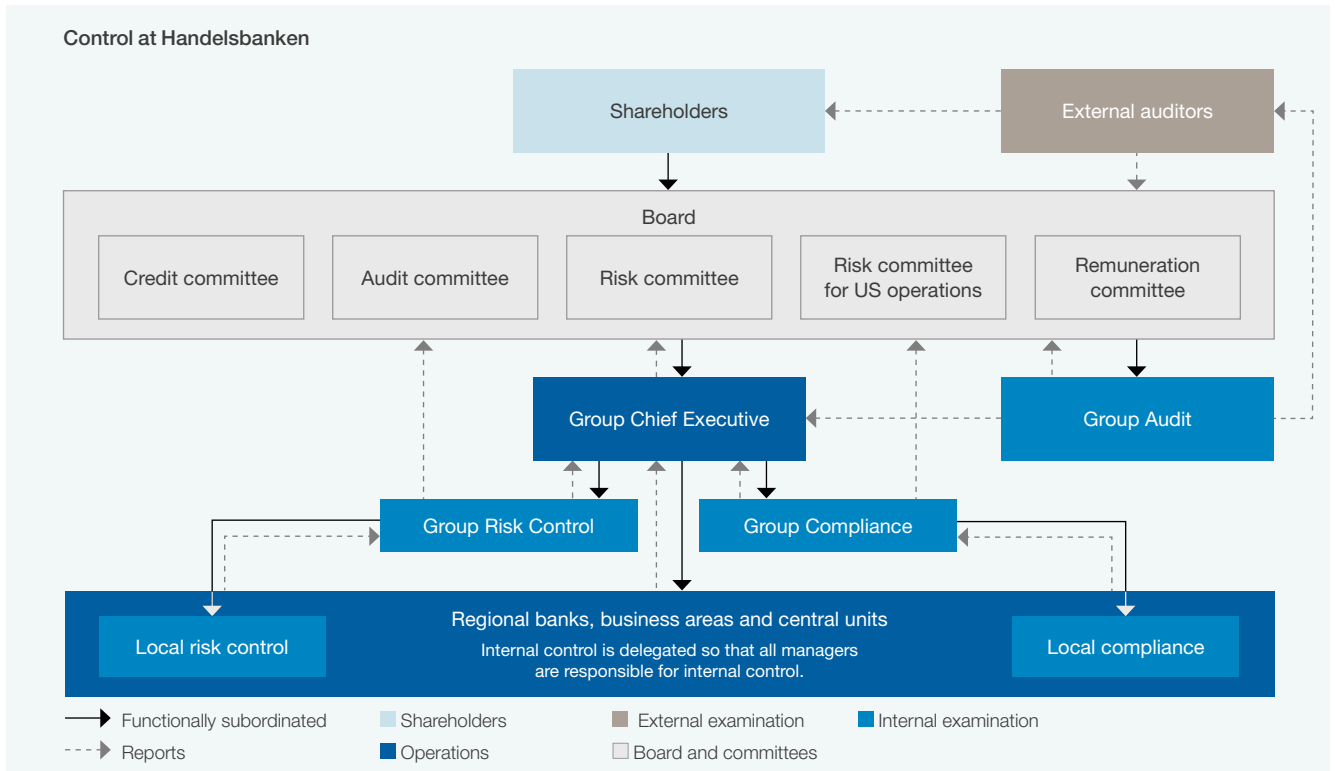 Control at Handelsbanken
Shareholders
External auditors
Board
Credit committee
Audit committee
Risk committee
Risk committee
for US operations
Remuneration
committee
Group Chief Executive
Group Audit
Group Risk Control
Group Compliance
Regional banks, business areas and central units
Internal control is delegated so that all managers
are responsible for internal control.
Local risk control
Local compliance
Functionally subordinated
Shareholders
External examination
Internal examination
Reports
Operations
Board and committees